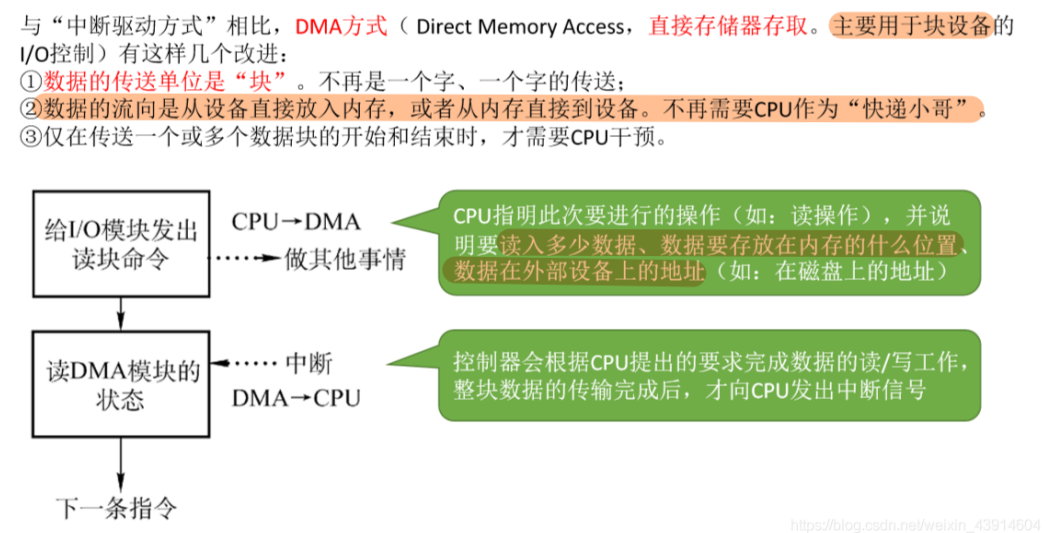 与“中断驱动方式”相比，DMA方式（ Direct Memory Access，直接存储器存取。主要用于块设备的
I/O控制）有这样几个改进：
①数据的传送单位是“块”。不再是一个字、一个字的传送；
②数据的流向是从设备直接放入内存，或者从内存直接到设备。不再需要CPU作为“快递小哥”。
③仅在传送一个或多个数据块的开始和结束时，才需要CPU干预。
给I/O模块发出
读块命令
CPU→DMA
做其他事情
CPU指明此次要进行的操作（如：读操作），并说
明要读入多少数据、数据要存放在内存的什么位置、
数据在外部设备上的地址（如：在磁盘上的地址）
读DMA模块的
状态
中断
DMA→CPU
控制器会根据CPU提出的要求完成数据的读/写工作，
整块数据的传输完成后，才向CPU发出中断信号
下一条指令
https://blog.csdn.net/weixin_43914604